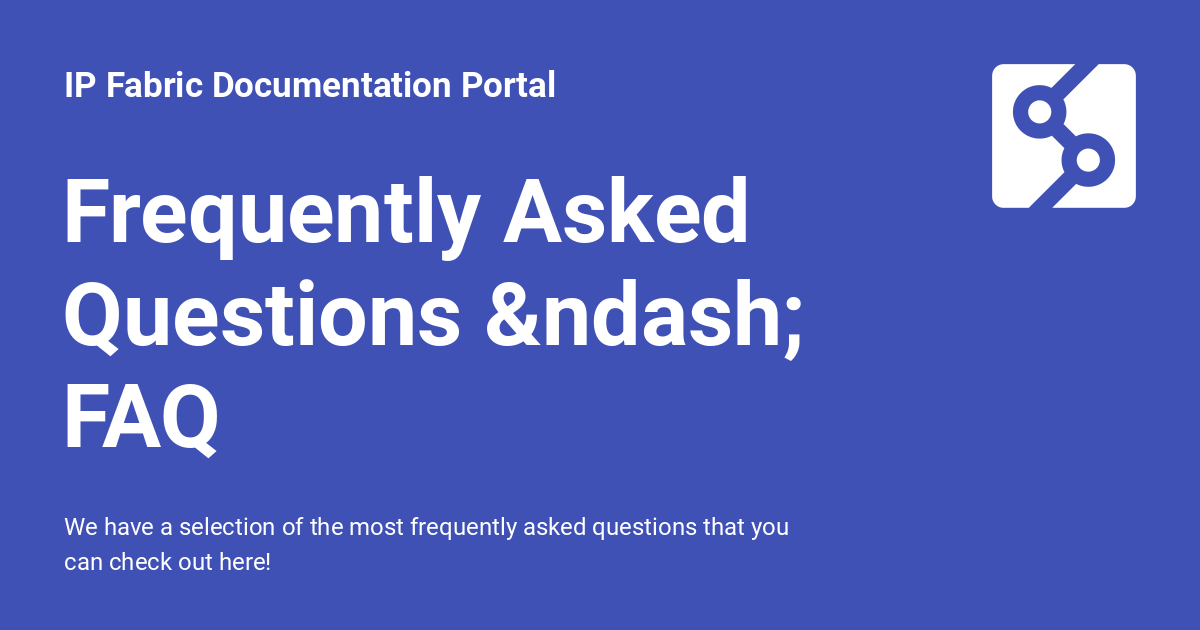 IP Fabric Documentation Portal
Frequently Asked
Questions &ndash;
FAQ
We have a selection of the most frequently asked questions that you
can check out here!